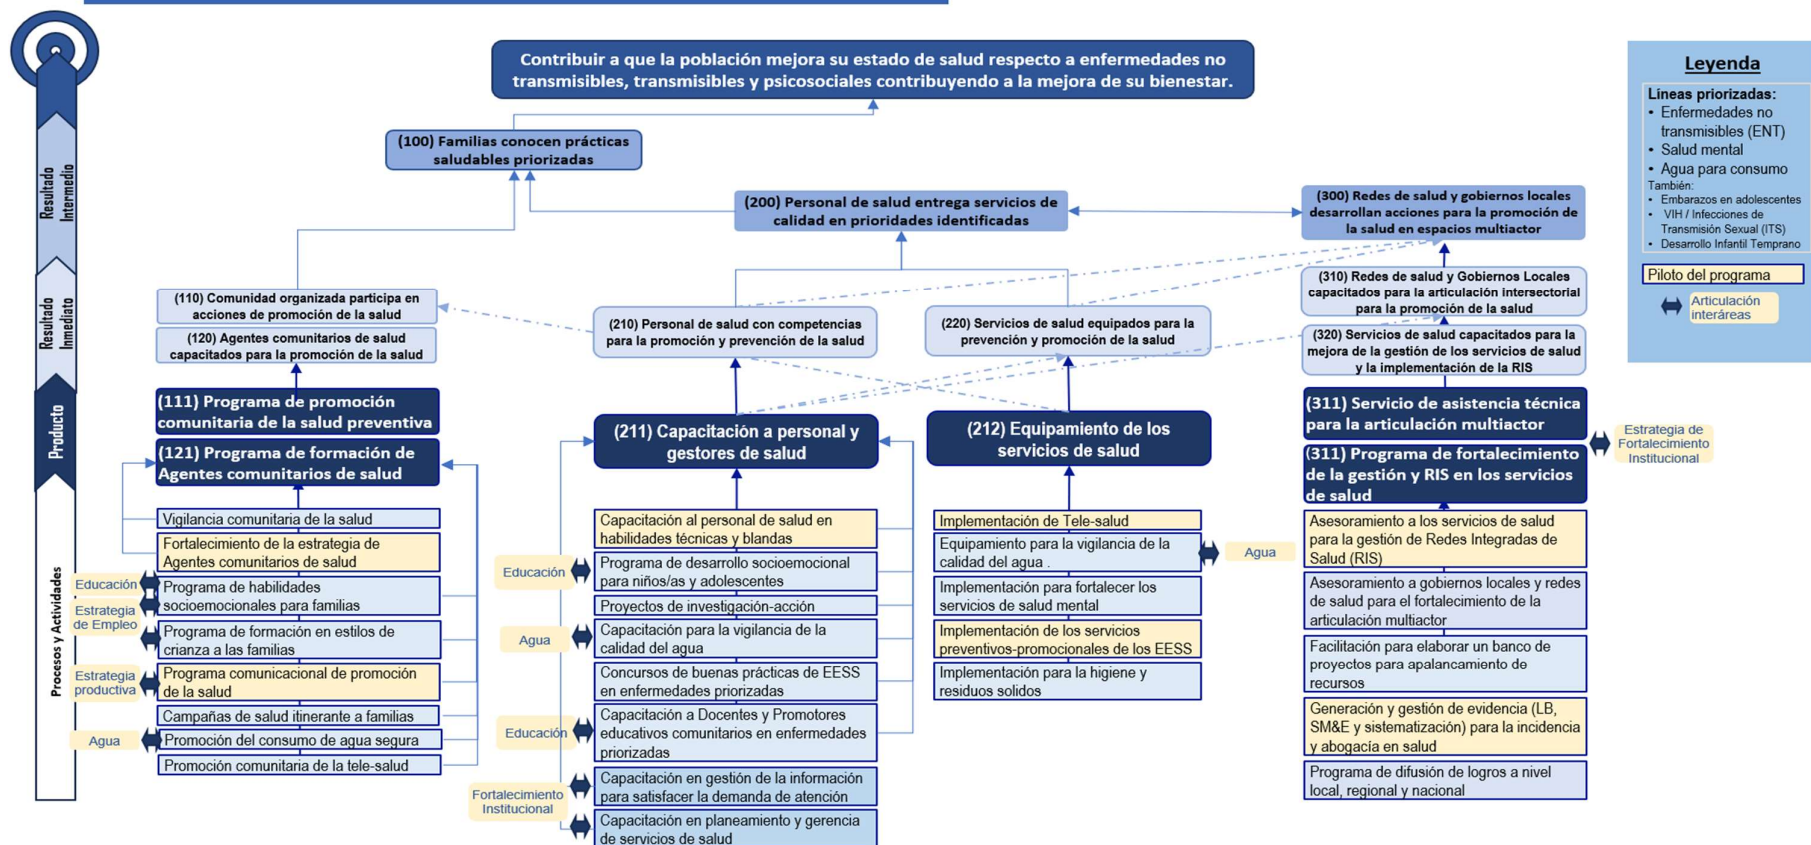 Contribuir a que la población mejora su estado de salud respecto a enfermedades no
transmisibles, transmisibles y psicosociales contribuyendo a la mejora de su bienestar.
Leyenda
Líneas priorizadas:
• Enfermedades no
transmisibles (ENT)
• Salud mental
• Agua para consumo
También:
• Embarazos en adolescentes
• VIH / Infecciones de
Transmisión Sexual (ITS)
• Desarrollo Infantil Temprano
Piloto del programa
Articulación
interáreas
Resultado
Intermedio
Resultado
Inmediato
Producto
Procesos y Actividades
(100) Familias conocen prácticas
saludables priorizadas
(200) Personal de salud entrega servicios de
calidad en prioridades identificadas
(300) Redes de salud y gobiernos locales
desarrollan acciones para la promoción de
la salud en espacios multiactor
(110) Comunidad organizada participa en
acciones de promoción de la salud
(120) Agentes comunitarios de salud
capacitados para la promoción de la salud
(210) Personal de salud con competencias
para la promoción y prevención de la salud
(220) Servicios de salud equipados para la
prevención y promoción de la salud
(310) Redes de salud y Gobiernos Locales
capacitados para la articulación intersectorial
para la promoción de la salud
(320) Servicios de salud capacitados para la
mejora de la gestión de los servicios de salud
y la implementación de la RIS
(111) Programa de promoción
comunitaria de la salud preventiva
(121) Programa de formación de
Agentes comunitarios de salud
(211) Capacitación a personal y
gestores de salud
(212) Equipamiento de los
servicios de salud
(311) Servicio de asistencia técnica
para la articulación multiactor
(311) Programa de fortalecimiento
de la gestión y RIS en los servicios
de salud
Estrategia de
Fortalecimiento
Institucional
Vigilancia comunitaria de la salud
Fortalecimiento de la estrategia de
Agentes comunitarios de salud
Educación
Programa de habilidades
socioemocionales para familias
Estrategia
de Empleo
Programa de formación en estilos de
crianza a las familias
Estrategia
productiva
Programa comunicacional de promoción
de la salud
Campañas de salud itinerante a familias
Agua
Promoción del consumo de agua segura
Promoción comunitaria de la tele-salud
Capacitación al personal de salud en
habilidades técnicas y blandas
Educación
Programa de desarrollo socioemocional
para niños/as y adolescentes
Proyectos de investigación-acción
Agua
Capacitación para la vigilancia de la
calidad del agua
Concursos de buenas prácticas de EESS
en enfermedades priorizadas
Educación
Capacitación a Docentes y Promotores
educativos comunitarios en enfermedades
priorizadas
Fortalecimiento
Institucional
Capacitación en gestión de la información
para satisfacer la demanda de atención
Capacitación en planeamiento y gerencia
de servicios de salud
Implementación de Tele-salud
Equipamiento para la vigilancia de la
calidad del agua .
Agua
Implementación para fortalecer los
servicios de salud mental
Implementación de los servicios
preventivos-promocionales de los EESS
Implementación para la higiene y
residuos solidos
Asesoramiento a los servicios de salud
para la gestión de Redes Integradas de
Salud (RIS)
Asesoramiento a gobiernos locales y redes
de salud para el fortalecimiento de la
articulación multiactor
Facilitación para elaborar un banco de
proyectos para apalancamiento de
recursos
Generación y gestión de evidencia (LB,
SM&E y sistematización) para la incidencia
y abogacía en salud
Programa de difusión de logros a nivel
local, regional y nacional